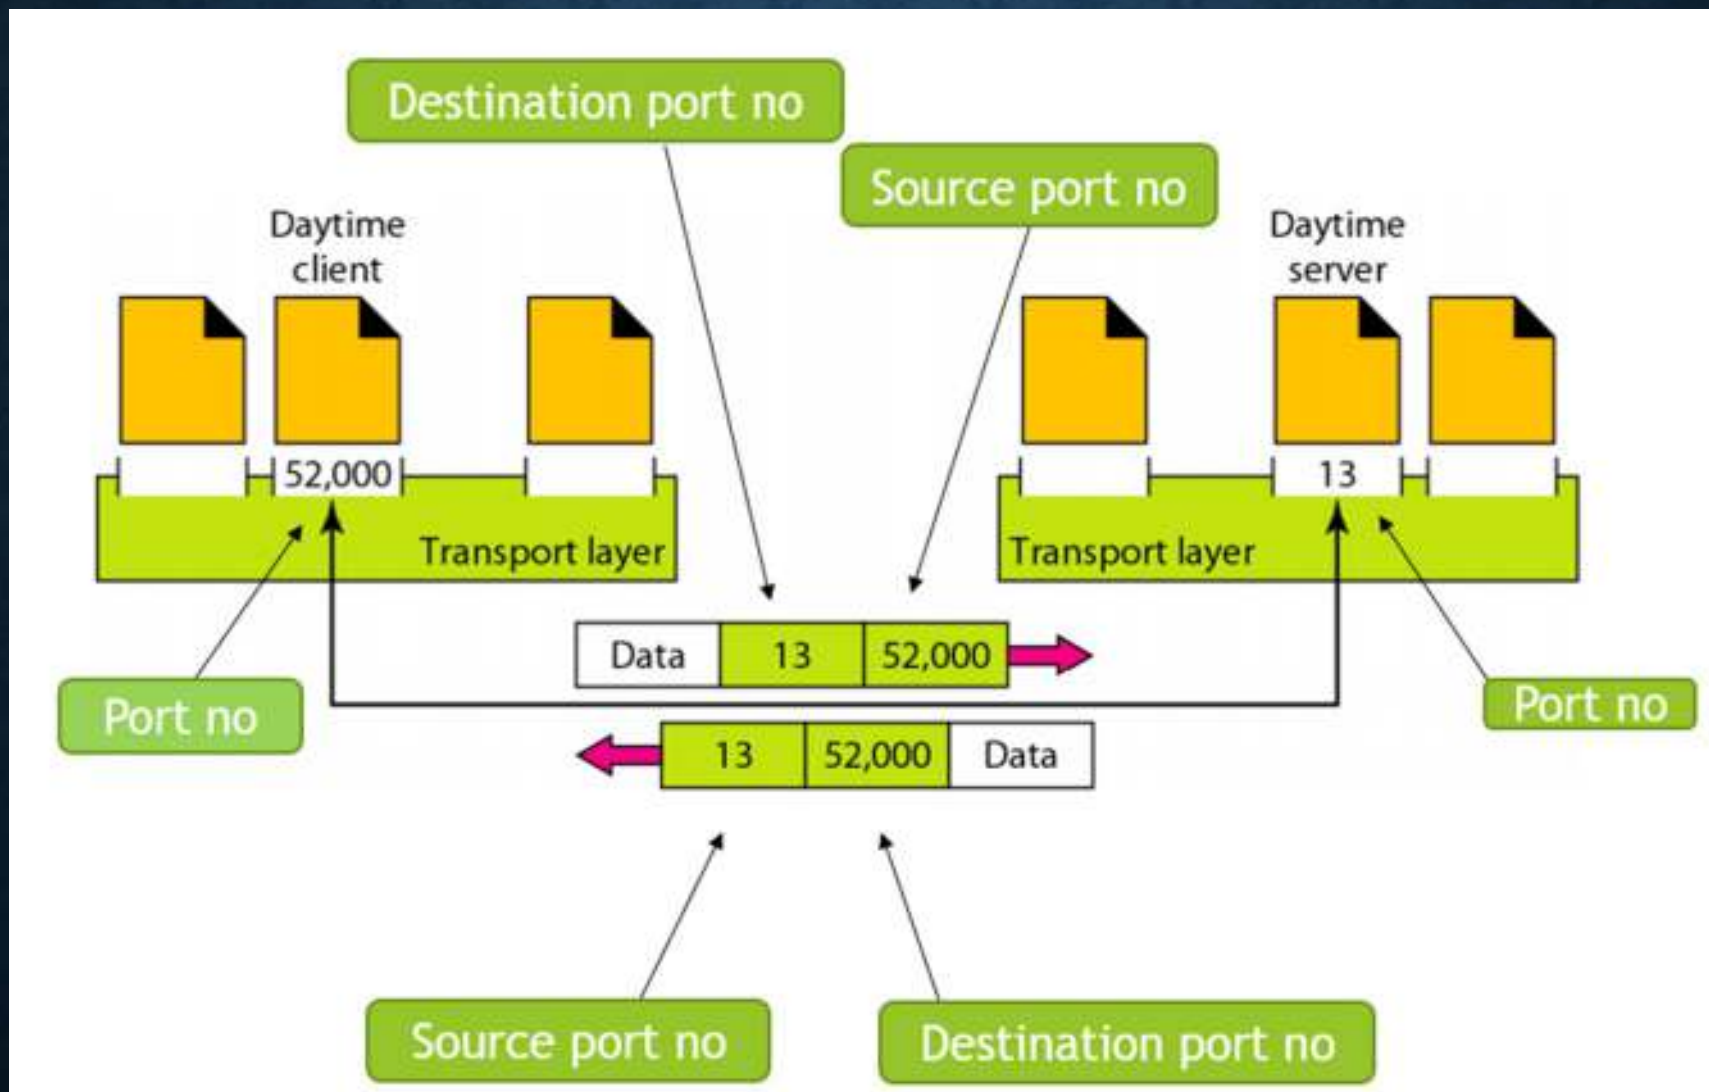 Destination port no
Source port no
Daytime
client
Daytime
server
52,000
13
Transport layer
Transport layer
Data 13 52,000
Port no
Port no
13 52,000 Data
Source port no
Destination port no